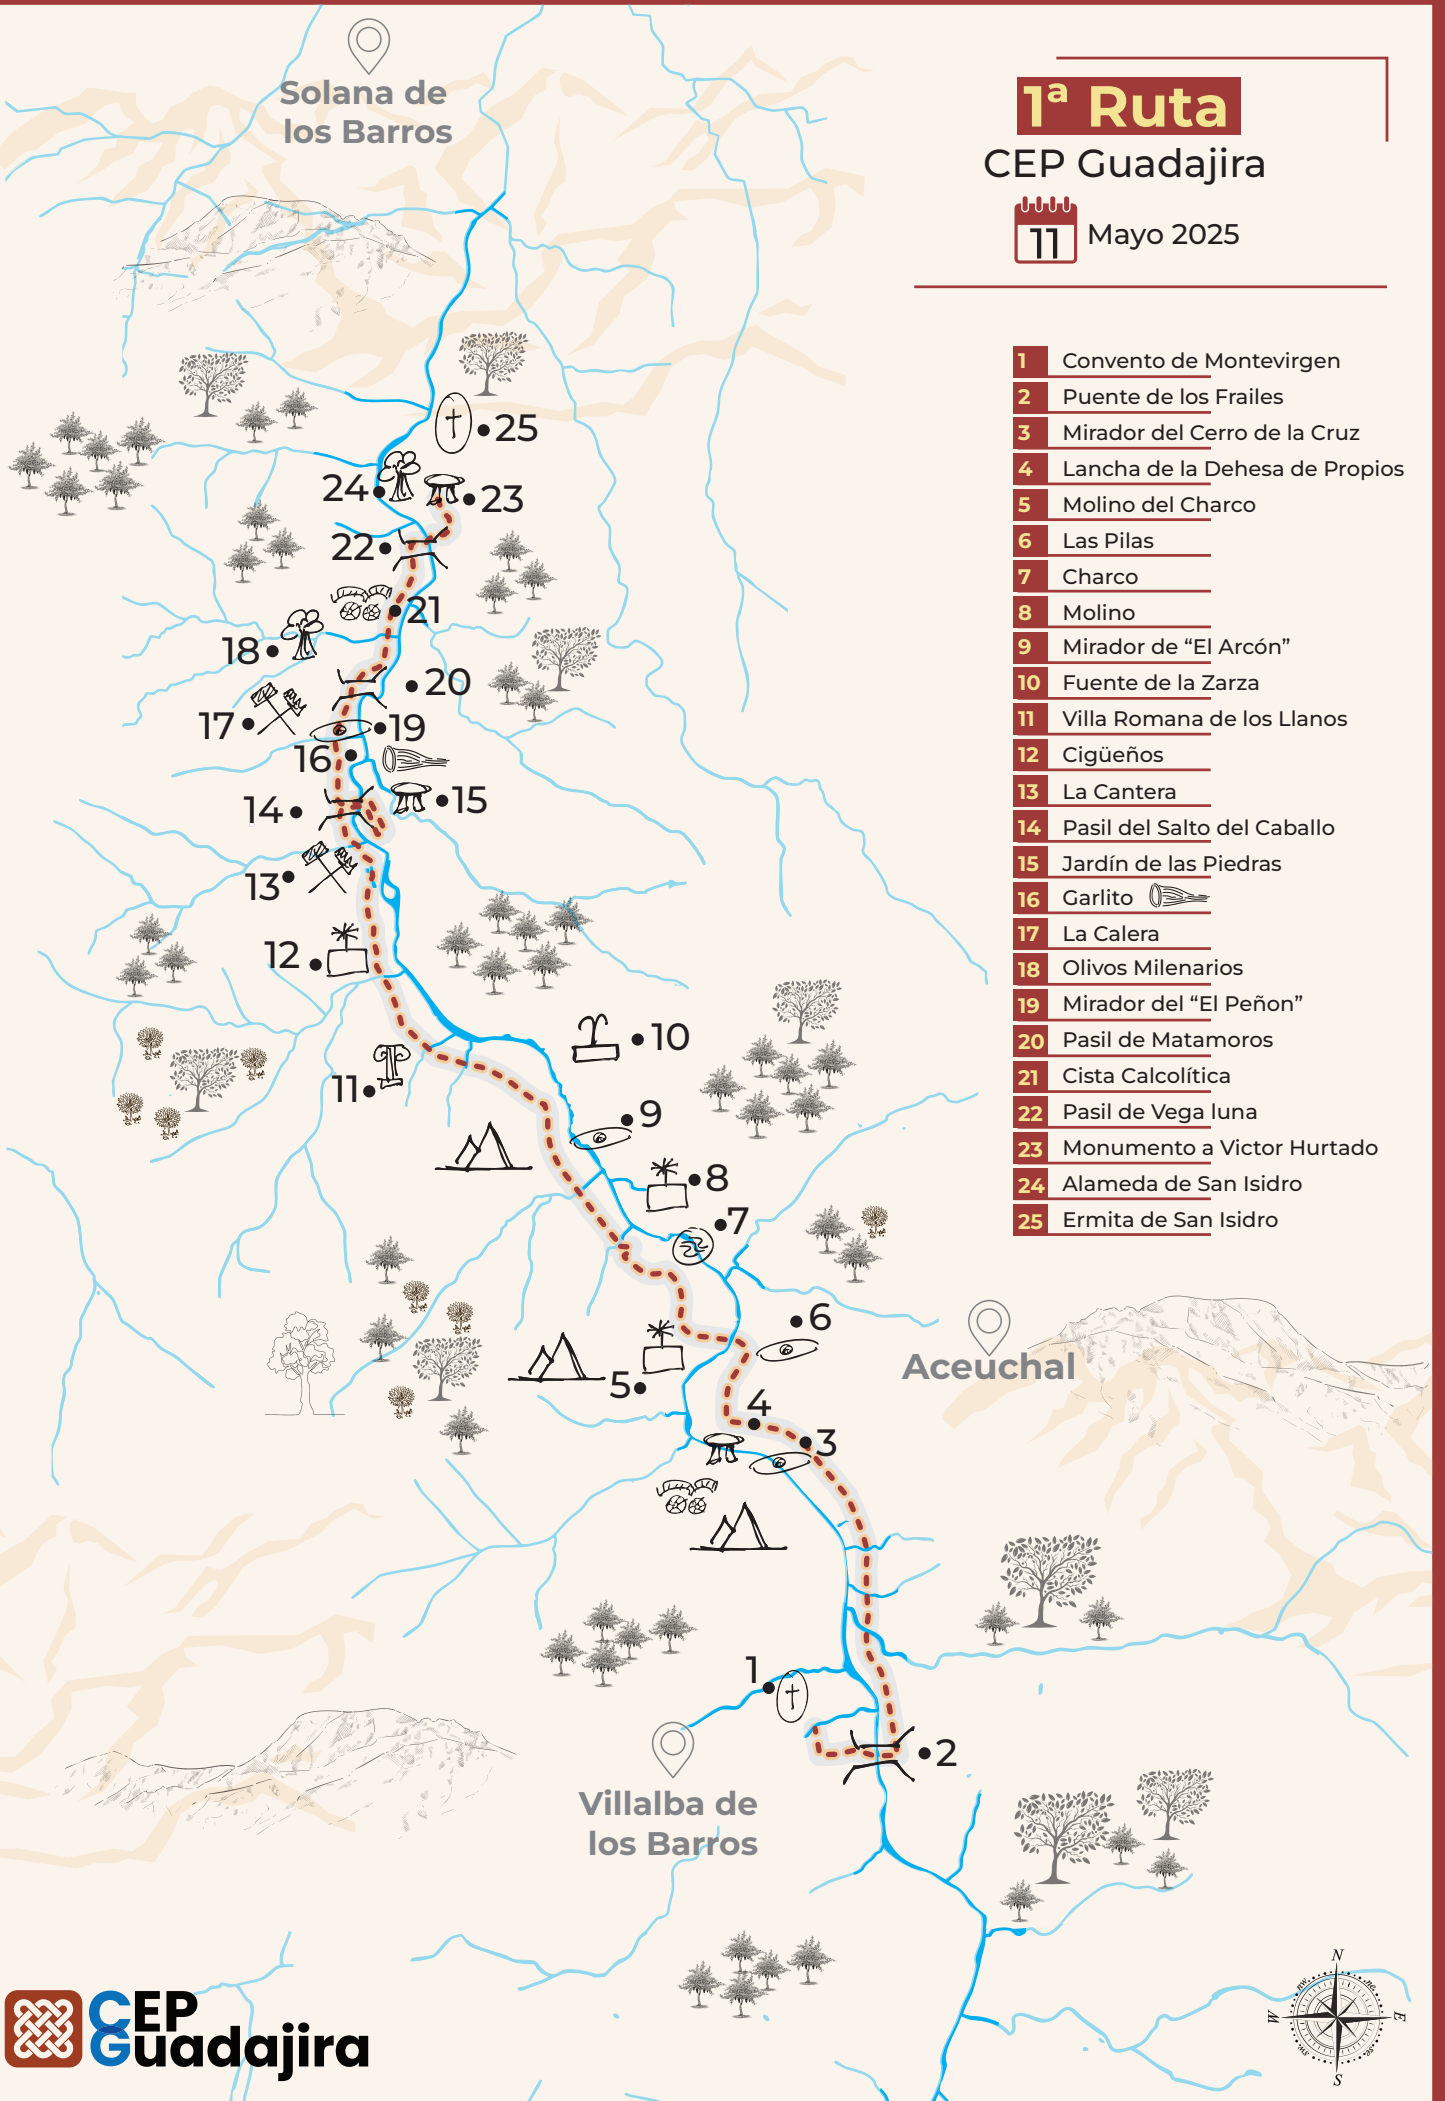 Solana de
los Barros
1ª Ruta
CEP Guadajira
11
Mayo 2025
1 Convento de Montevirgen
2 Puente de los Frailes
3 Mirador del Cerro de la Cruz
4 Lancha de la Dehesa de Propios
5 Molino del Charco
6 Las Pilas
7 Charco
8 Molino
9 Mirador de “El Arcón”
10 Fuente de la Zarza
11 Villa Romana de los Llanos
12 Cigüeños
13 La Cantera
14 Pasil del Salto del Caballo
15 Jardín de las Piedras
16 Garlito
17 La Calera
18 Olivos Milenarios
19 Mirador del “El Peñon”
20 Pasil de Matamoros
21 Cista Calcolítica
22 Pasil de Vega luna
23 Monumento a Victor Hurtado
24 Alameda de San Isidro
25 Ermita de San Isidro
25
24
23
22
21
18
20
17
19
16
14
15
13
12
10
11
9
8
7
6
5
4
3
1
2
Aceuchal
Villalba de
los Barros
CEP
Guadajira
N
W
E
S